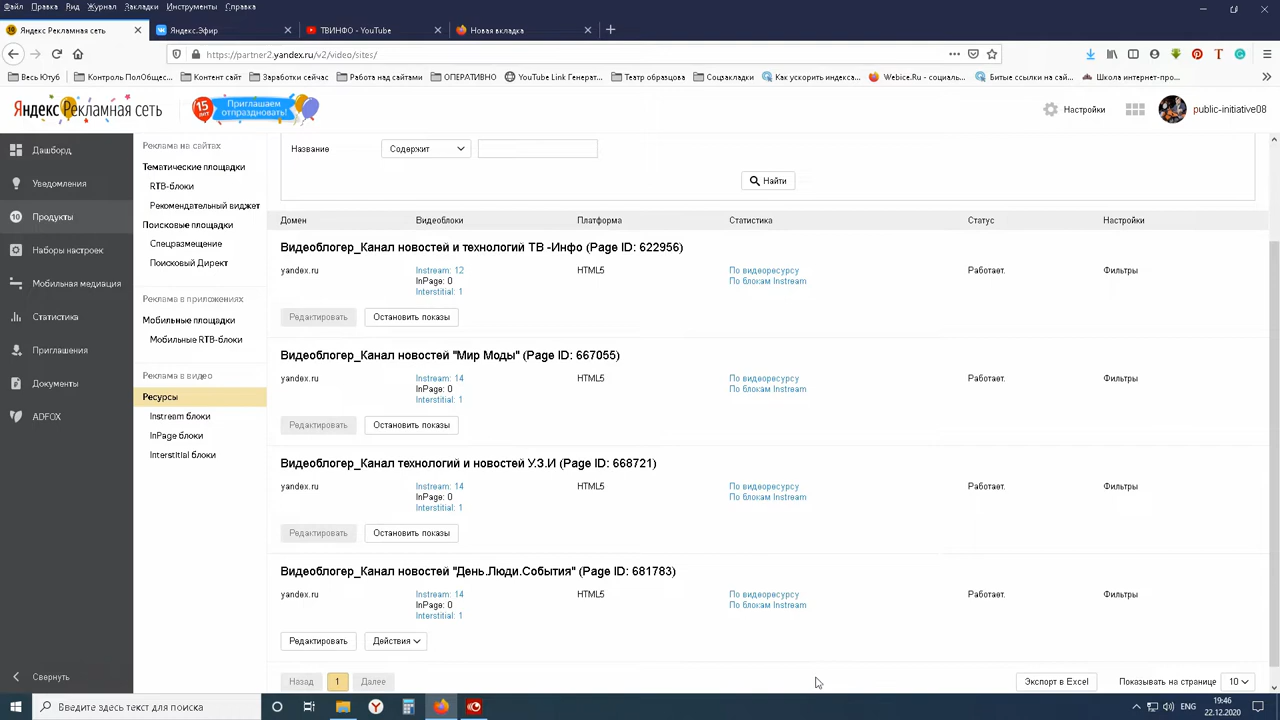 Файл Правка Вид Журнал Закладки Инструменты Справка
Яндекс Рекламная сеть
Яндекс.Эфир
ТВИНФО - YouTube
Новая вкладка
https://partner2.yandex.ru/v2/video/sites/
Весь Ютуб
Контроль ПолОбщес...
Контент сайт
Заработки сейчас
Работа над сайтами
ОПЕРАТИВНО
YouTube Link Generat...
Театр образцова
Соцзакладки
Как ускорить индекса...
Webice.Ru - социаль...
Битые ссылки на сай...
Школа интернет-про...
Яндекс Рекламная сеть
15 лет
Приглашаем
отпраздновать!
Настройки
public-initiative08
Дашборд
Уведомления
10 Продукты
Наборы настроек
Мобильная медиация
Статистика
Приглашения
Документы
ADFOX
Свернуть
Реклама на сайтах
Тематические площадки
RTB-блоки
Рекомендательный виджет
Поисковые площадки
Спецразмещение
Поисковый Директ
Реклама в приложениях
Мобильные площадки
Мобильные RTB-блоки
Реклама в видео
Ресурсы
Instream блоки
InPage блоки
Interstitial блоки
Название
Содержит
Найти
Домен Видеоблоки Платформа Статистика Статус Настройки
Видеоблогер_Канал новостей и технологий ТВ -Инфо (Page ID: 622956)
yandex.ru Instream: 12 HTML5 По видеоресурсу Работает. Фильтры
InPage: 0 По блокам Instream
Interstitial: 1
Редактировать Остановить показы
Видеоблогер_Канал новостей "Мир Моды" (Page ID: 667055)
yandex.ru Instream: 14 HTML5 По видеоресурсу Работает. Фильтры
InPage: 0 По блокам Instream
Interstitial: 1
Редактировать Остановить показы
Видеоблогер_Канал технологий и новостей У.З.И (Page ID: 668721)
yandex.ru Instream: 14 HTML5 По видеоресурсу Работает. Фильтры
InPage: 0 По блокам Instream
Interstitial: 1
Редактировать Остановить показы
Видеоблогер_Канал новостей "День.Люди.События" (Page ID: 681783)
yandex.ru Instream: 14 HTML5 По видеоресурсу Работает. Фильтры
InPage: 0 По блокам Instream
Interstitial: 1
Редактировать Действия
Назад 1 Далее
Экспорт в Excel Показывать на странице 10
Введите здесь текст для поиска
ENG
19:46
22.12.2020